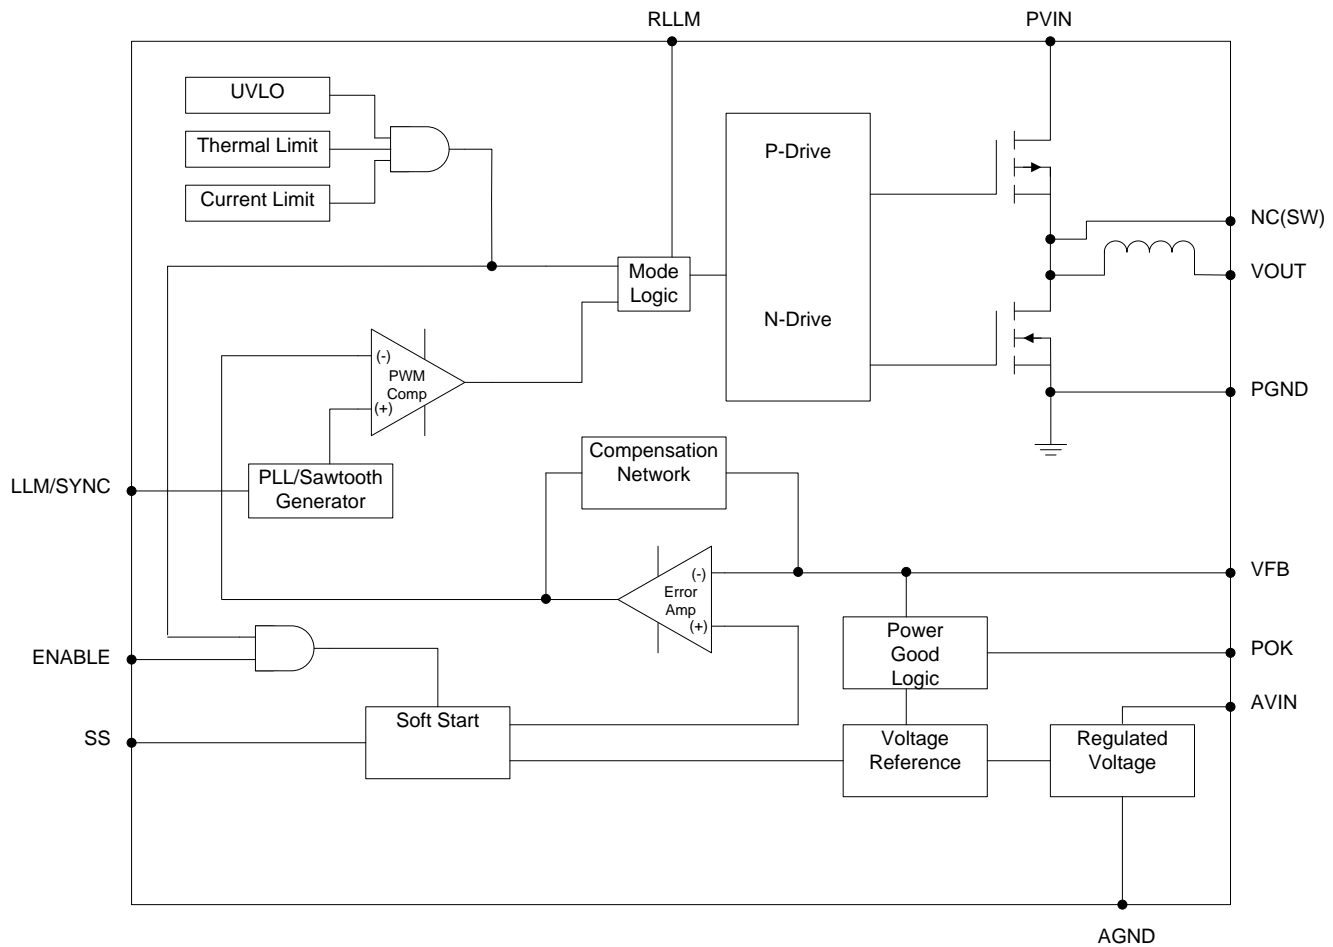 RLLM
PVIN
UVLO
Thermal Limit
Current Limit
P-Drive
N-Drive
Mode
Logic
NC(SW)
VOUT
PGND
(-)
PWM
Comp
(+)
Compensation
Network
LLM/SYNC
PLL/Sawtooth
Generator
VFB
(-)
Error
Amp
(+)
Power
Good
Logic
POK
ENABLE
AVIN
SS
Soft Start
Voltage
Reference
Regulated
Voltage
AGND